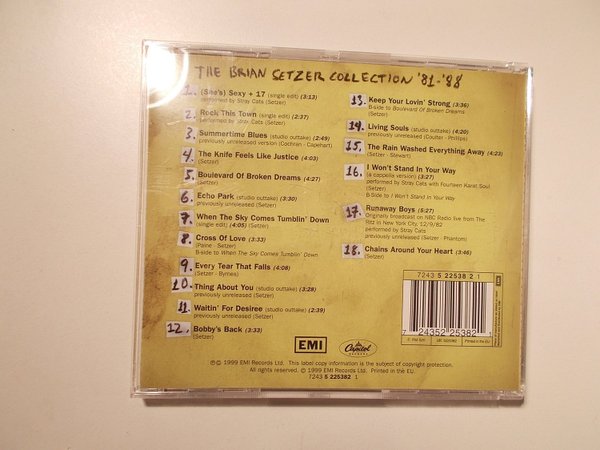 THE BRIAN SETZER COLLECTION '81-'88
1. (She's) Sexy + 17 (single edit) (3:13)
performed by Stray Cats (Setzer)
2. Rock This Town (single edit) (2:37)
performed by Stray Cats (Setzer)
3. Summertime Blues (studio outtake) (2:49)
previously unreleased version (Cochran - Capehart)
4. The Knife Feels Like Justice (4:03)
(Setzer)
5. Boulevard Of Broken Dreams (4:27)
(Setzer)
6. Echo Park (studio outtake) (3:30)
previously unreleased (Setzer)
7. When The Sky Comes Tumblin' Down
(single edit) (4:05) (Setzer)
8. Cross Of Love (3:33)
(Paine - Setzer)
B-side to When The Sky Comes Tumblin' Down
9. Every Tear That Falls (4:08)
(Setzer - Byrnes)
10. Thing About You (studio outtake) (3:28)
previously unreleased (Setzer)
11. Waitin' For Desiree (studio outtake) (2:39)
previously unreleased (Setzer)
12. Bobby's Back (3:33)
(Setzer)
13. Keep Your Lovin' Strong (3:36)
B-side to Boulevard Of Broken Dreams
(Setzer)
14. Living Souls (studio outtake) (4:20)
previously unreleased (Coulter - Phillips)
15. The Rain Washed Everything Away (4:23)
(Setzer - Stewart)
16. I Won't Stand In Your Way
(a cappella version) (3:27)
performed by Stray Cats with Fourteen Karat Soul
(Setzer)
B-Side to I Won't Stand In Your Way
17. Runaway Boys (5:27)
Originally broadcast on NBC Radio live from The
Ritz in New York City, 12/9/82
performed by Stray Cats
previously unreleased (Setzer - Phantom)
18. Chains Around Your Heart (3:46)
(Setzer)
7243 5 22538 2 1
7 24352 25382
Printed in the EU
EMI
Capitol
℗© 1999 EMI Records Ltd. This label copy information is the subject of copyright protection.
All rights reserved. © 1999 EMI Records Ltd. Printed in the EU.
7243 5 225382 1